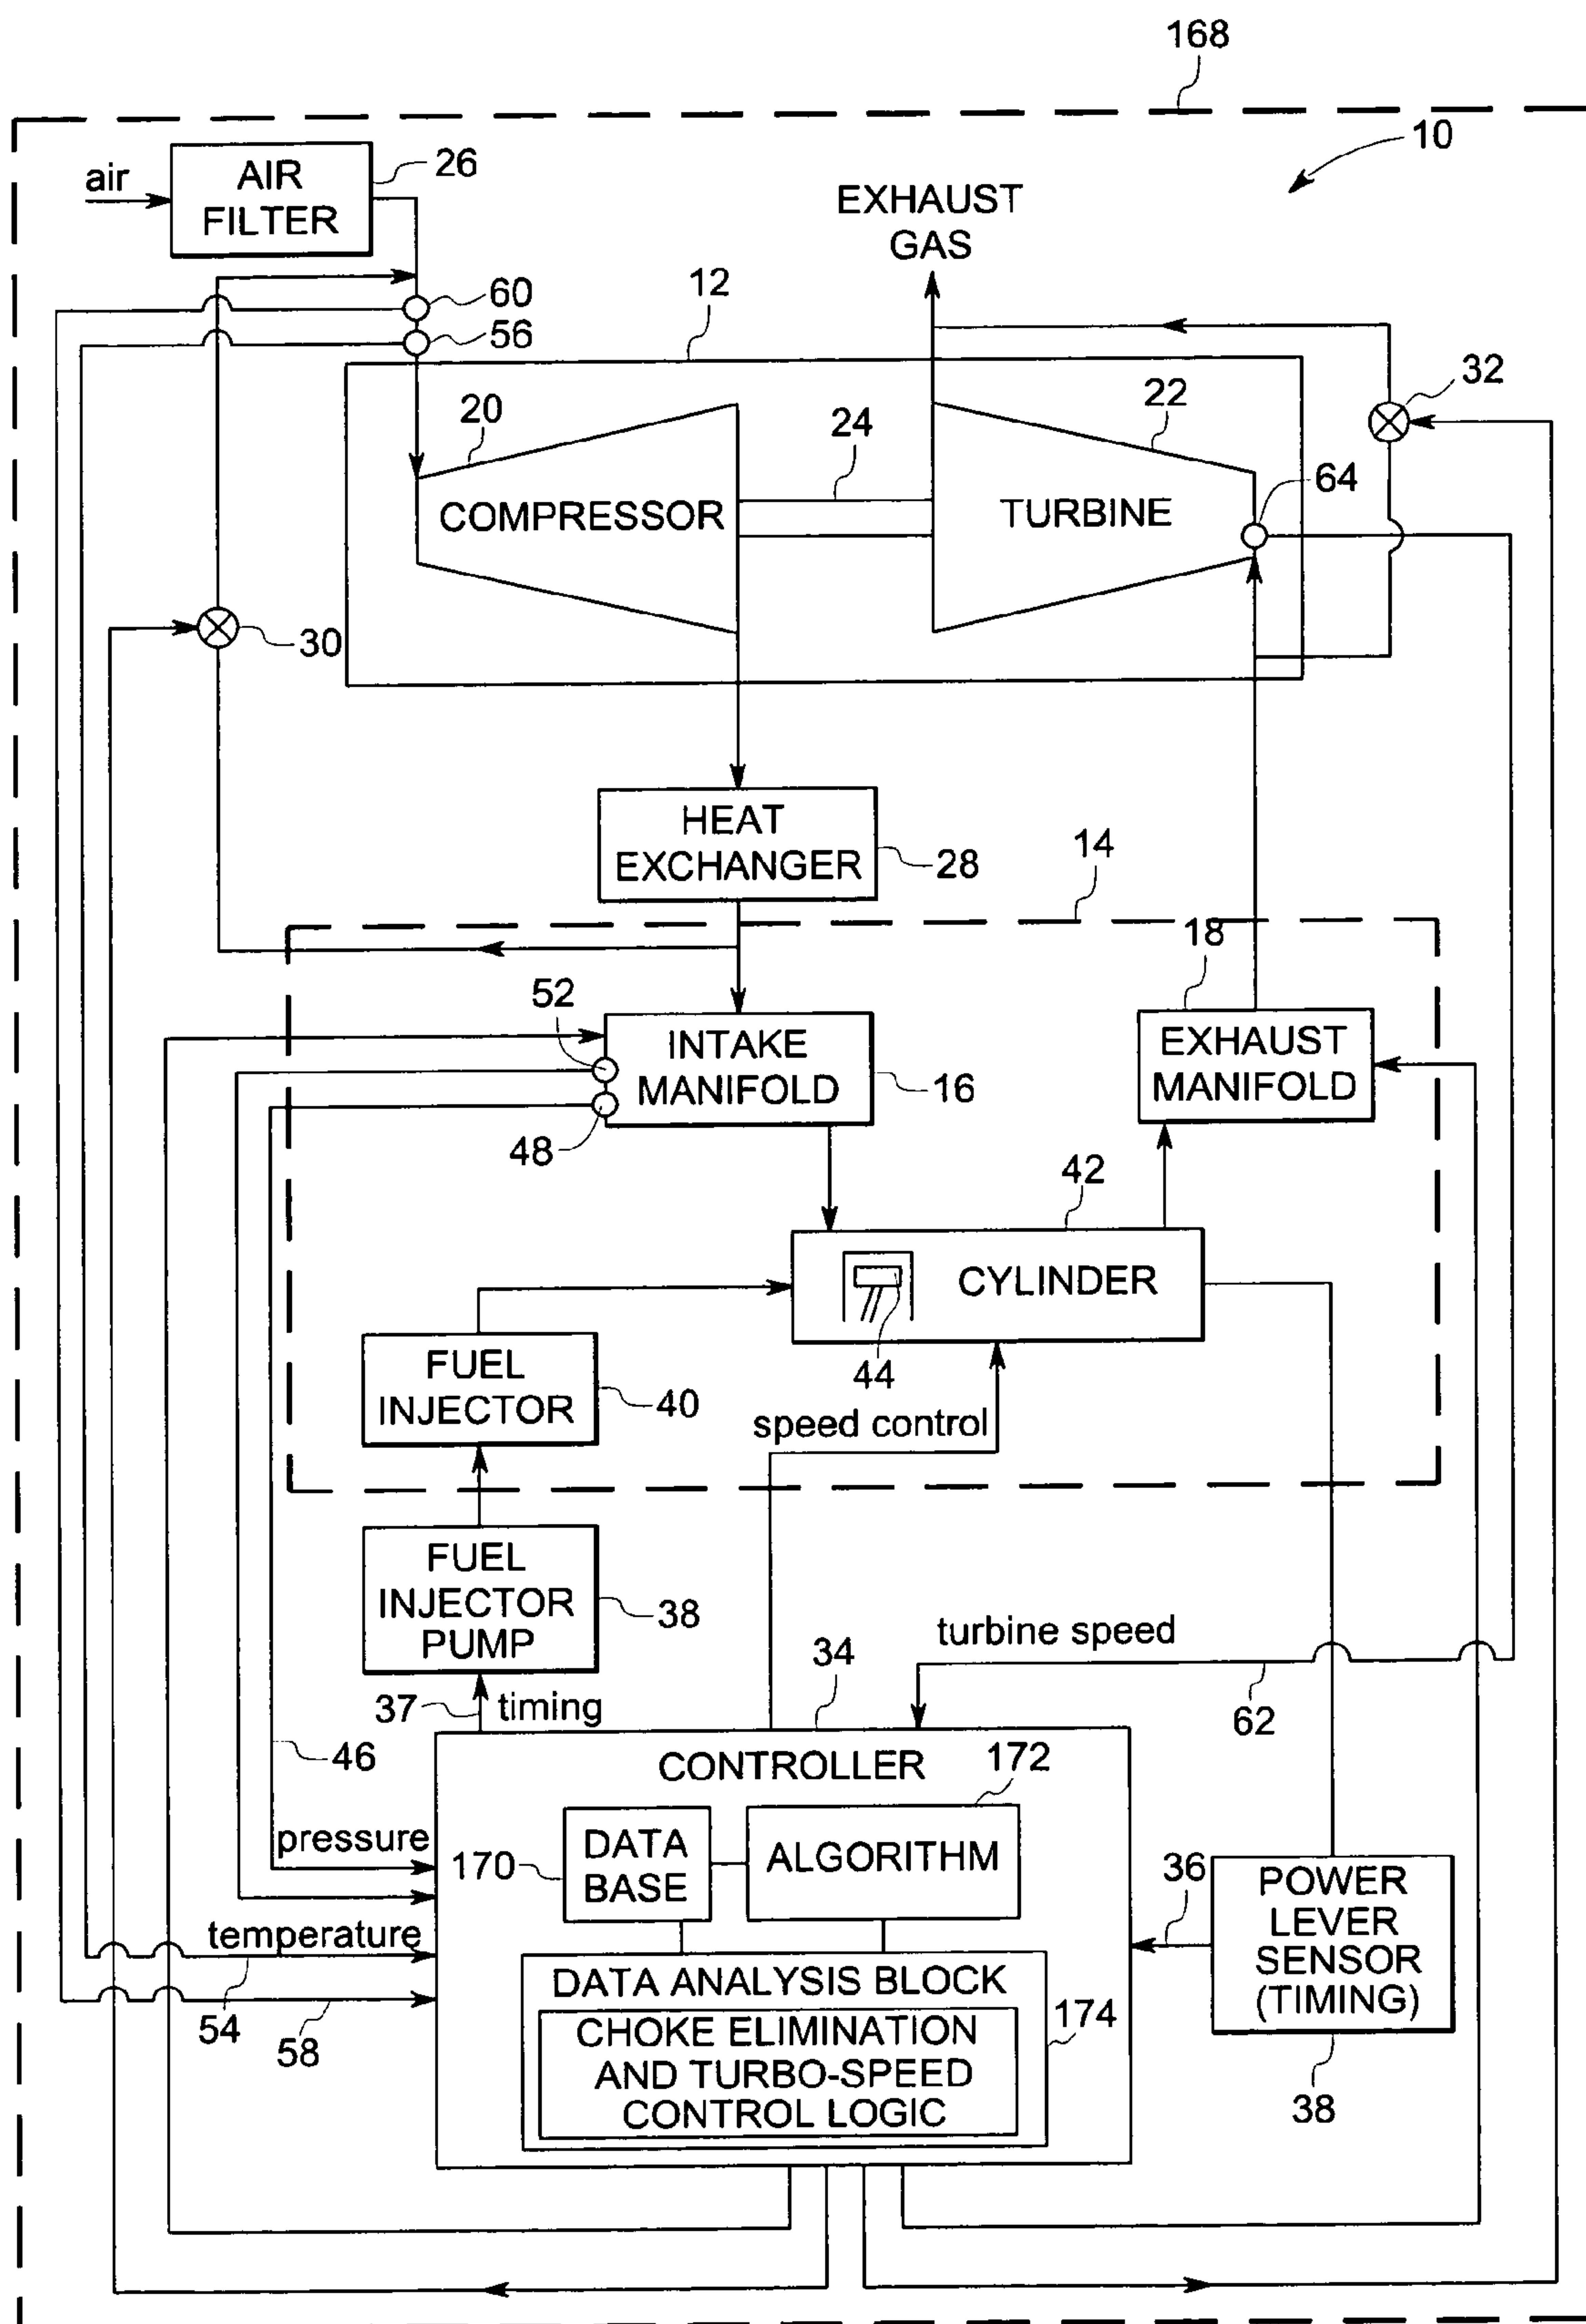 168
10
air
AIR
FILTER
26
EXHAUST
GAS
60
56
12
32
20
24
22
64
COMPRESSOR
TURBINE
30
HEAT
EXCHANGER
28
14
18
52
INTAKE
MANIFOLD
16
EXHAUST
MANIFOLD
48
42
CYLINDER
44
FUEL
INJECTOR
40
speed control
FUEL
INJECTOR
PUMP
38
turbine speed
34
37
timing
62
46
CONTROLLER
172
pressure
170
DATA
BASE
ALGORITHM
36
POWER
LEVER
SENSOR
(TIMING)
temperature
54
58
DATA ANALYSIS BLOCK
174
CHOKE ELIMINATION
AND TURBO-SPEED
CONTROL LOGIC
38